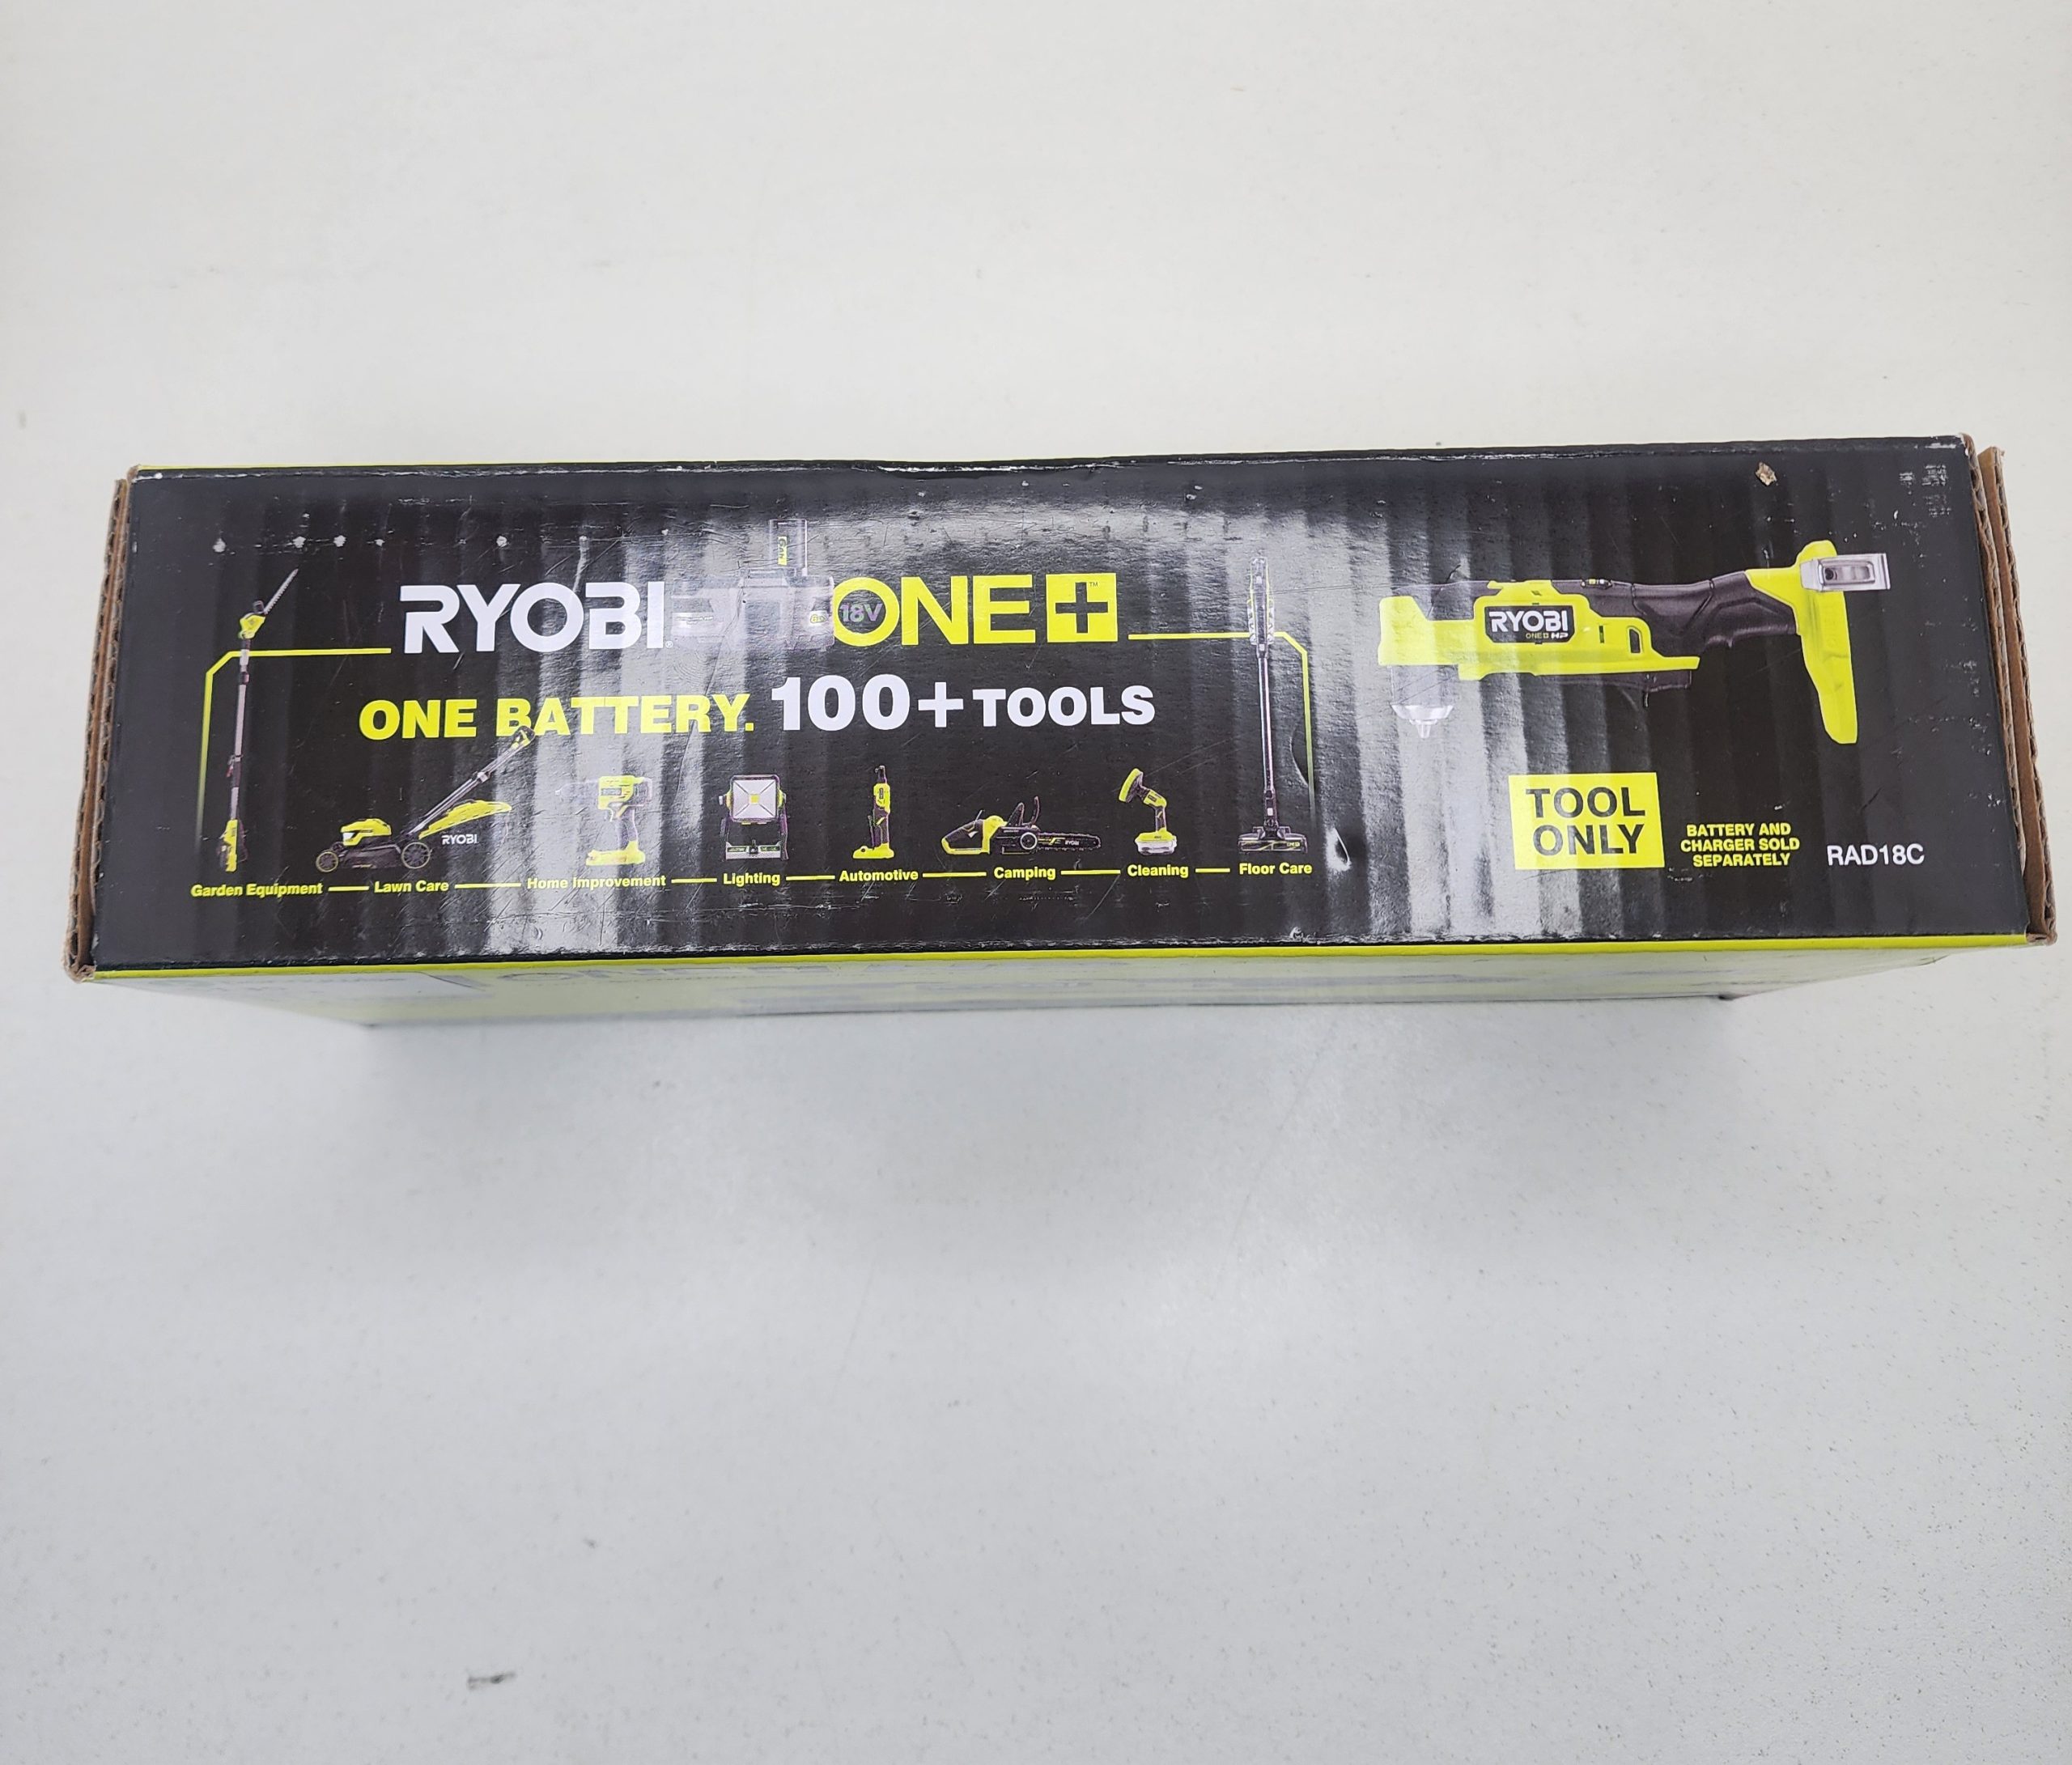 RYOBI 18V ONE+™
ONE BATTERY. 100+ TOOLS
RYOBI
Garden Equipment — Lawn Care — Home Improvement — Lighting — Automotive — Camping — Cleaning — Floor Care
RYOBI
ONE+ HP
TOOL
ONLY
BATTERY AND
CHARGER SOLD
SEPARATELY
RAD18C